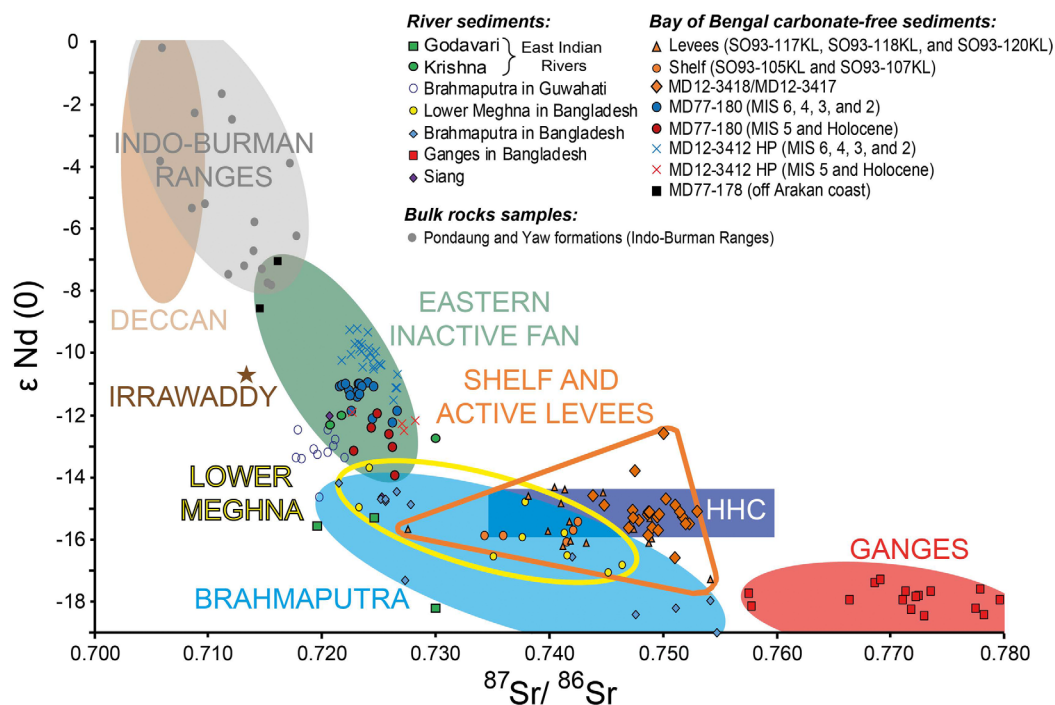 River sediments:
Godavari
Krishna
East Indian
Rivers
Brahmaputra in Guwahati
Lower Meghna in Bangladesh
Brahmaputra in Bangladesh
Ganges in Bangladesh
Siang
Bay of Bengal carbonate-free sediments:
Levees (SO93-117KL, SO93-118KL, and SO93-120KL)
Shelf (SO93-105KL and SO93-107KL)
MD12-3418/MD12-3417
MD77-180 (MIS 6, 4, 3, and 2)
MD77-180 (MIS 5 and Holocene)
MD12-3412 HP (MIS 6, 4, 3, and 2)
MD12-3412 HP (MIS 5 and Holocene)
MD77-178 (off Arakan coast)
Bulk rocks samples:
Pondaung and Yaw formations (Indo-Burman Ranges)
0
-2
-4
-6
-8
-10
-12
-14
-16
-18
ε Nd (0)
INDO-BURMAN
RANGES
DECCAN
EASTERN
INACTIVE FAN
IRRAWADDY
SHELF AND
ACTIVE LEVEES
LOWER
MEGHNA
HHC
GANGES
BRAHMAPUTRA
0.700
0.710
0.720
0.730
0.740
0.750
0.760
0.770
0.780
87Sr/ 86Sr